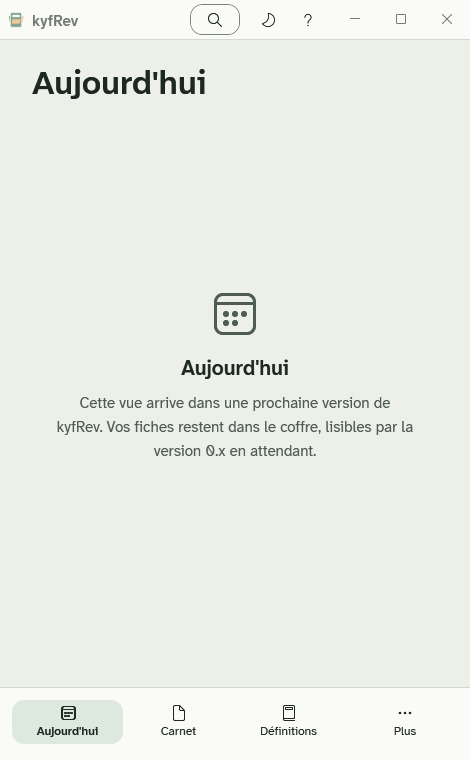 kyfRev
?
Aujourd'hui
Aujourd'hui
Cette vue arrive dans une prochaine version de
kyfRev. Vos fiches restent dans le coffre, lisibles par la
version 0.x en attendant.
Aujourd'hui
Carnet
Définitions
Plus